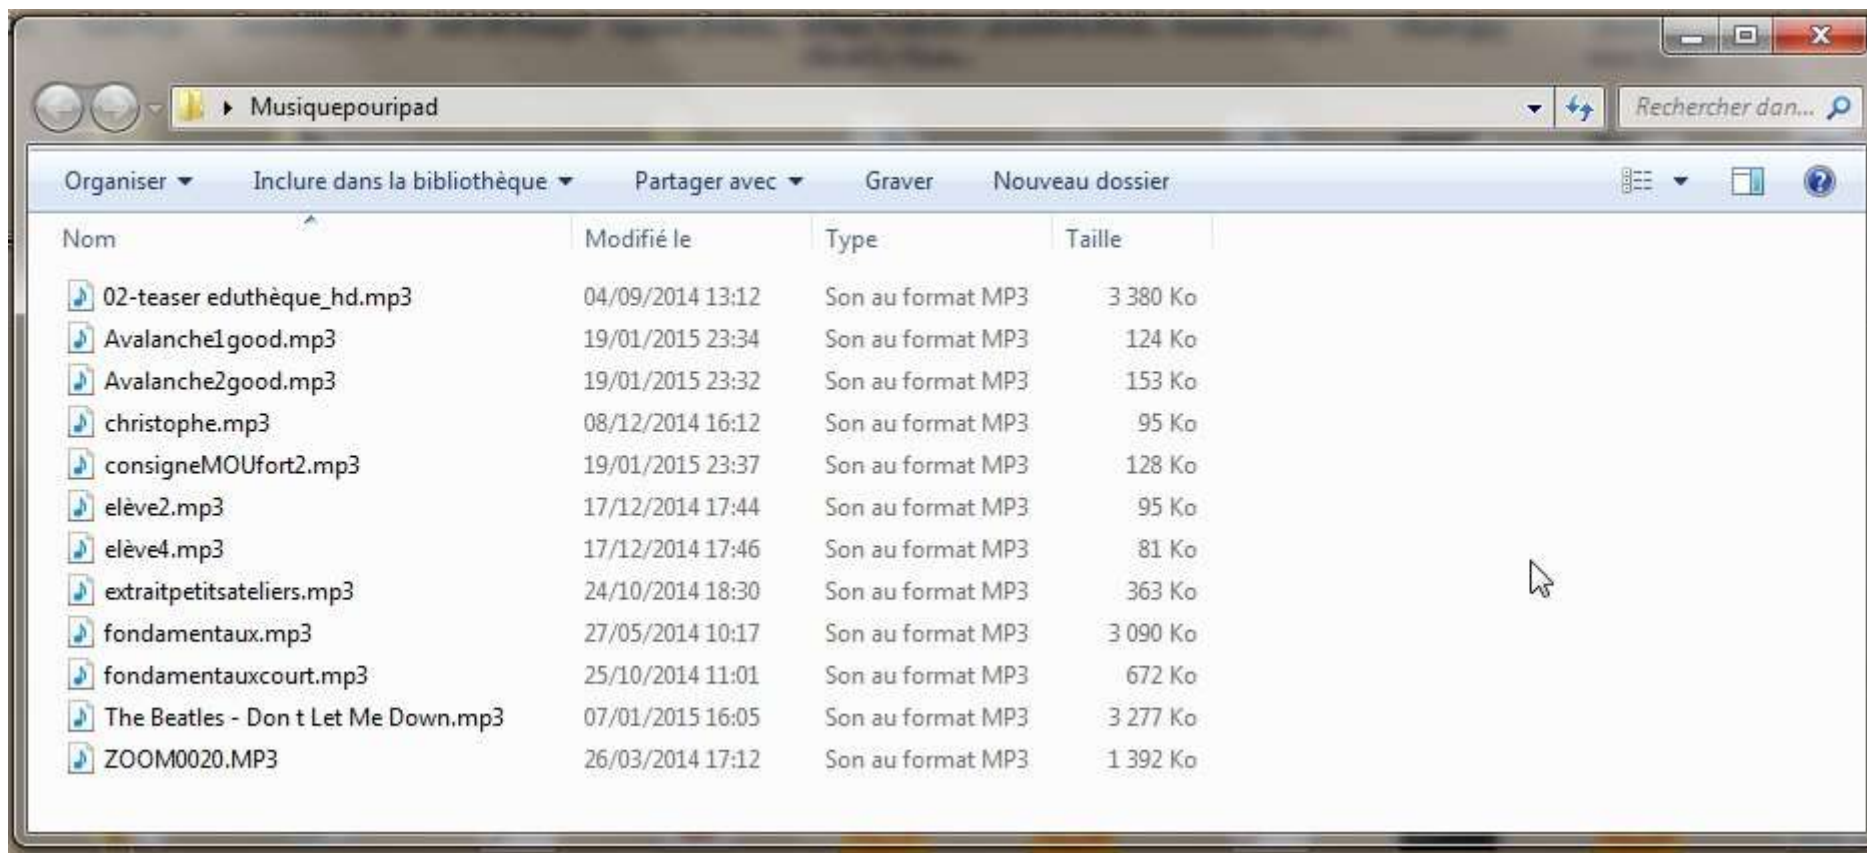 Musiquepouripad
Rechercher dan...
Organiser Inclure dans la bibliothèque Partager avec Graver Nouveau dossier
Nom Modifié le Type Taille
02-teaser eduthèque_hd.mp3 04/09/2014 13:12 Son au format MP3 3 380 Ko
Avalanche1good.mp3 19/01/2015 23:34 Son au format MP3 124 Ko
Avalanche2good.mp3 19/01/2015 23:32 Son au format MP3 153 Ko
christophe.mp3 08/12/2014 16:12 Son au format MP3 95 Ko
consigneMOUfort2.mp3 19/01/2015 23:37 Son au format MP3 128 Ko
elève2.mp3 17/12/2014 17:44 Son au format MP3 95 Ko
elève4.mp3 17/12/2014 17:46 Son au format MP3 81 Ko
extraitpetitsateliers.mp3 24/10/2014 18:30 Son au format MP3 363 Ko
fondamentaux.mp3 27/05/2014 10:17 Son au format MP3 3 090 Ko
fondamentauxcourt.mp3 25/10/2014 11:01 Son au format MP3 672 Ko
The Beatles - Don t Let Me Down.mp3 07/01/2015 16:05 Son au format MP3 3 277 Ko
ZOOM0020.MP3 26/03/2014 17:12 Son au format MP3 1 392 Ko